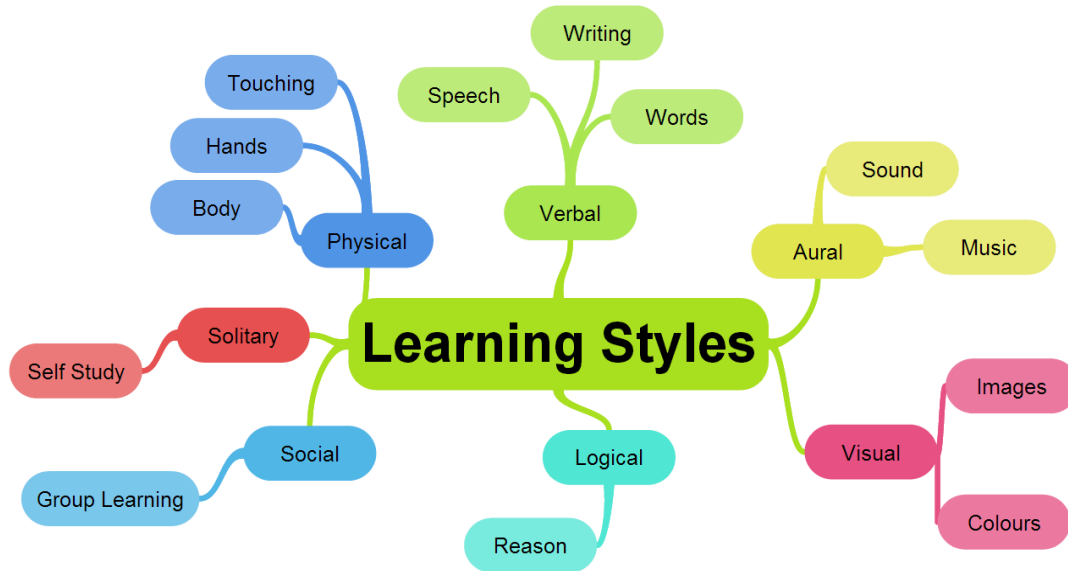 Writing
Touching
Speech
Words
Hands
Sound
Body
Verbal
Physical
Aural
Music
Solitary
Learning Styles
Self Study
Images
Social
Logical
Visual
Group Learning
Colours
Reason